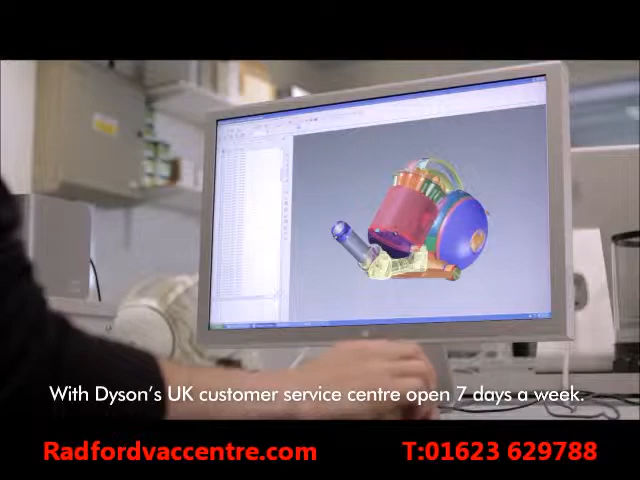 With Dyson's UK customer service centre open 7 days a week.
Radfordvaccentre.com T:01623 629788